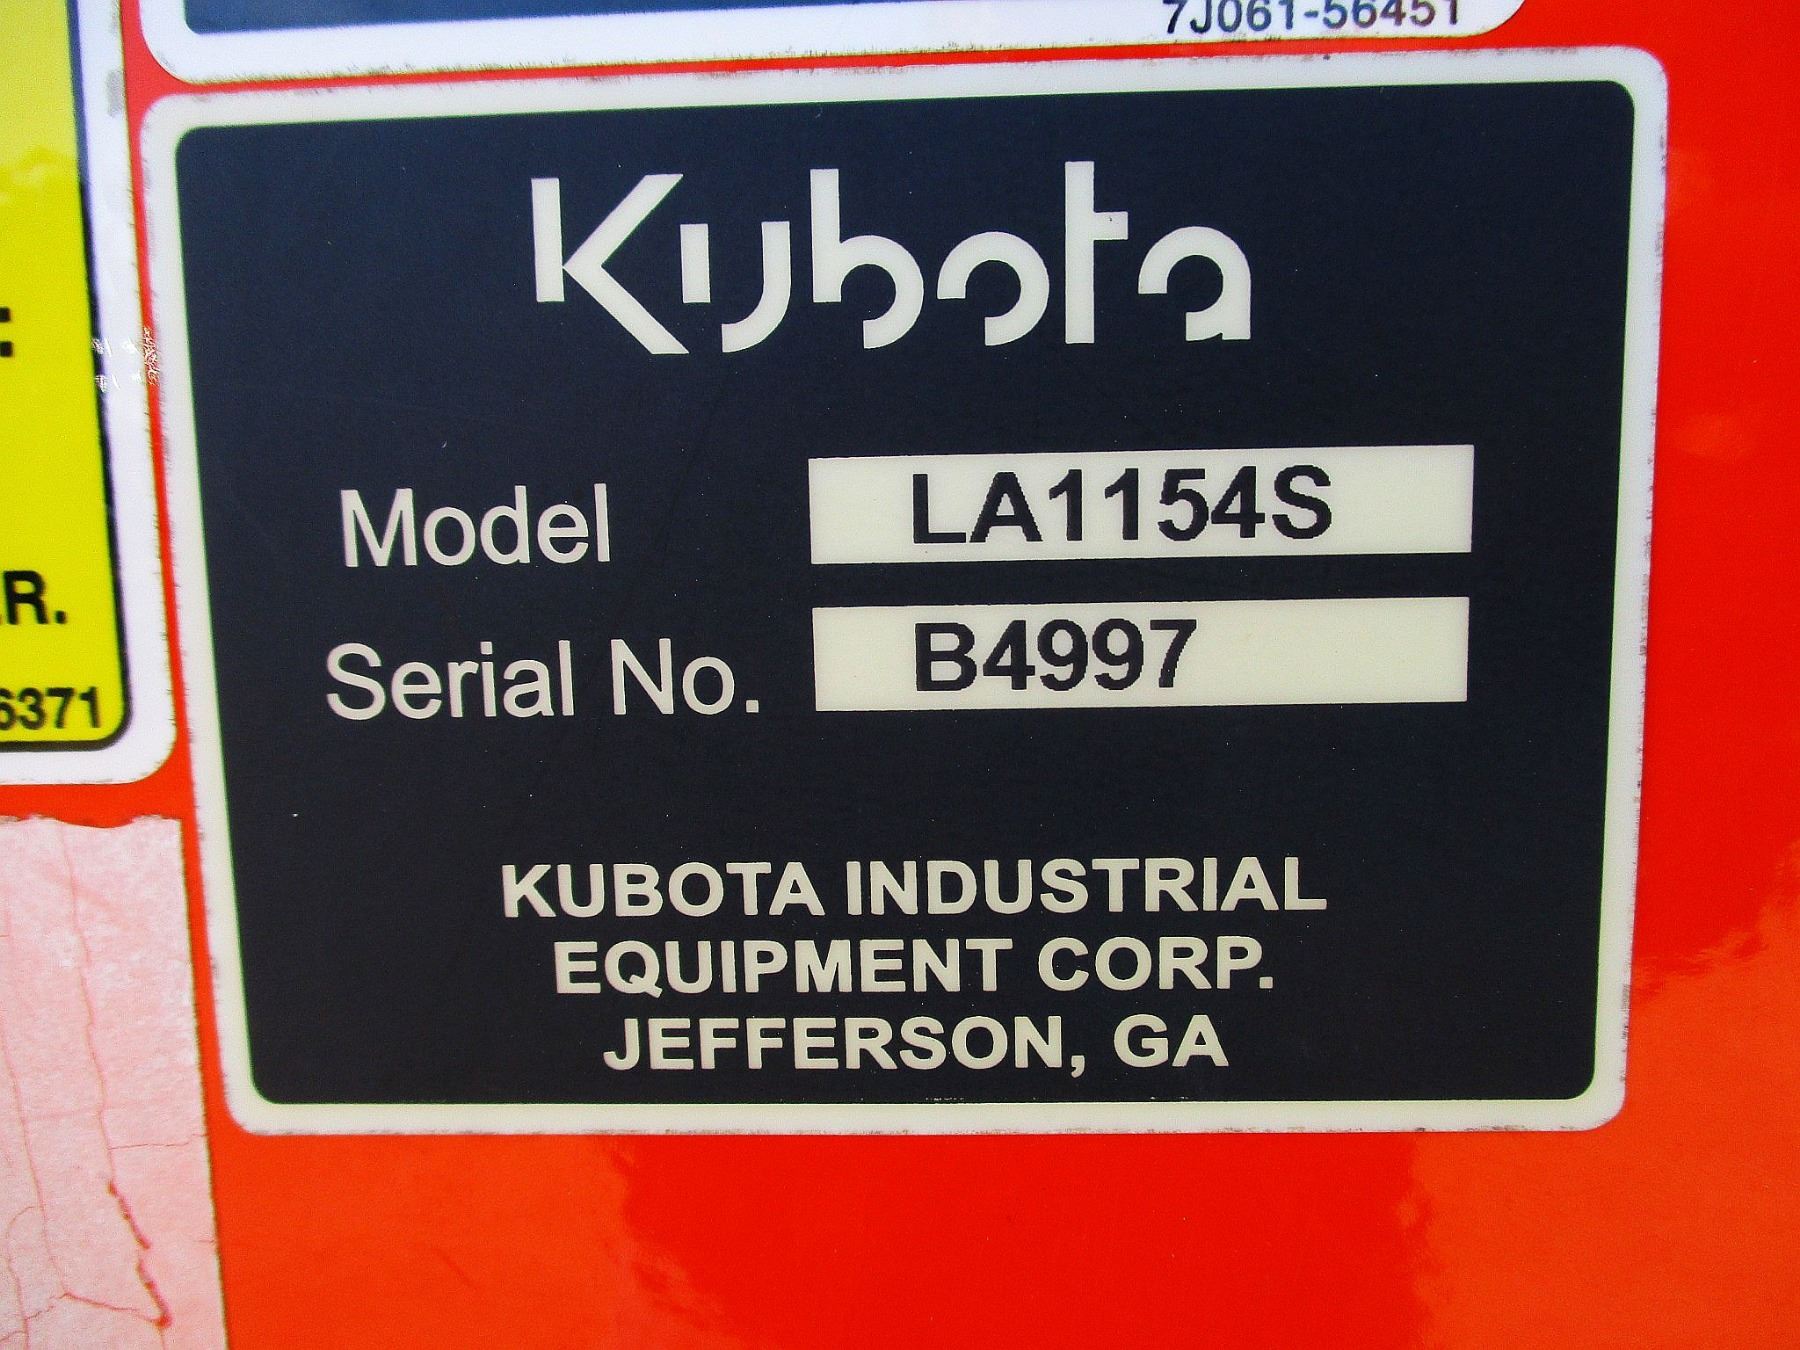 7J061-56451
Kubota
Model LA1154S
Serial No. B4997
KUBOTA INDUSTRIAL
EQUIPMENT CORP.
JEFFERSON, GA
:
R.
6371